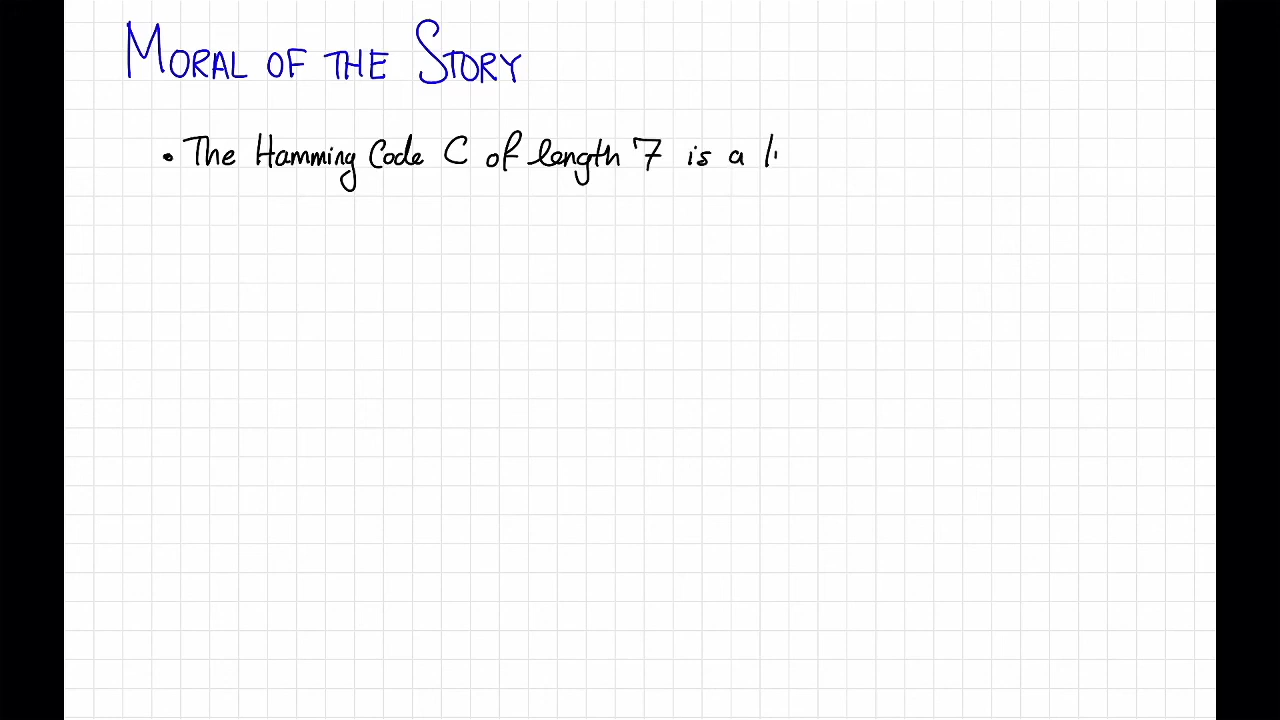 MORAL OF THE STORY
• The Hamming Code C of length 7 is a